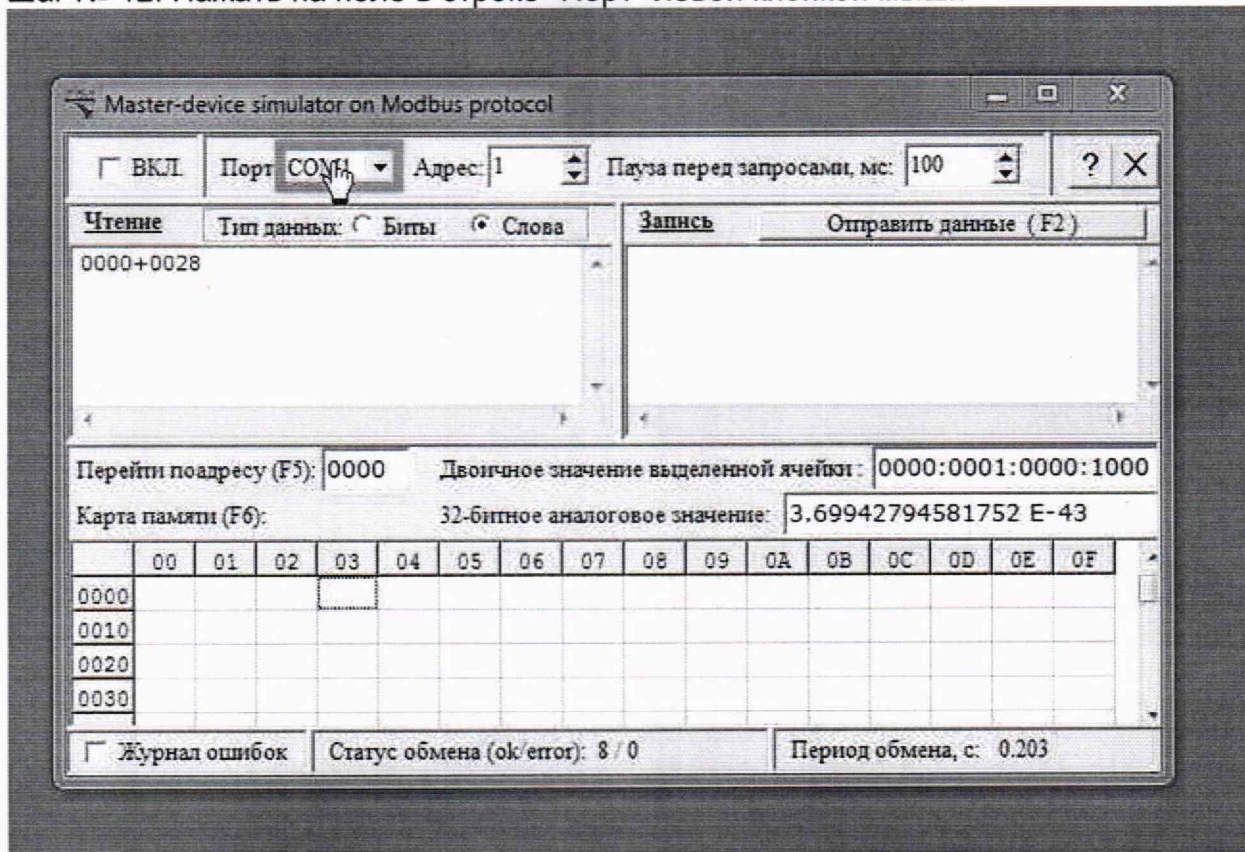 Master-device simulator on Modbus protocol
ВКЛ. Порт Адрес: 1 Пауза перед запросами, мс: 100 ? X
Чтение Тип данных: Биты Слова Запись Отправить данные ( F2 )
0000+0028
Перейти поадресу (F5): 0000 Двоичное значение выделенной ячейки : 0000:0001:0000:1000
Карта памяти (F6): 32-битное аналоговое значение: 3.69942794581752 E-43
00 01 02 03 04 05 06 07 08 09 0A 0B 0C 0D 0E 0F
0000
0010
0020
0030
Журнал ошибок Статус обмена (ok/error): 8 / 0 Период обмена, с: 0.203